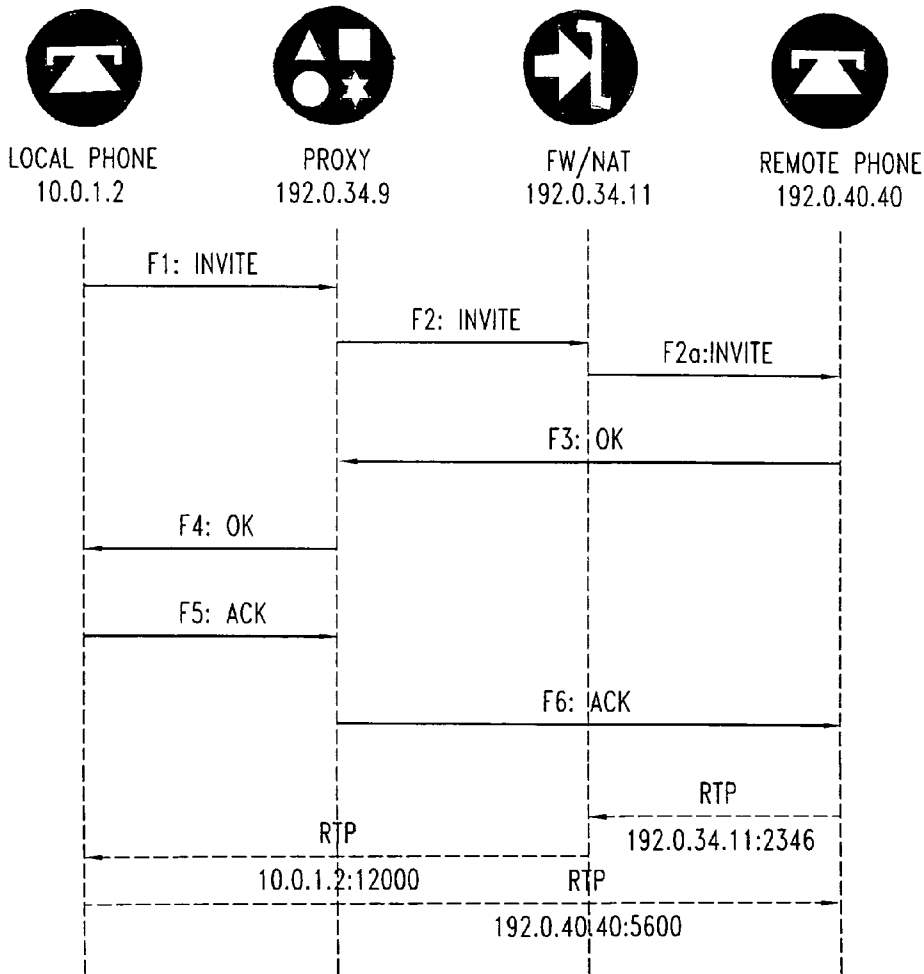 LOCAL PHONE
10.0.1.2
PROXY
192.0.34.9
FW/NAT
192.0.34.11
REMOTE PHONE
192.0.40.40
F1: INVITE
F2: INVITE
F2a:INVITE
F3: OK
F4: OK
F5: ACK
F6: ACK
RTP
192.0.34.11:2346
RTP
10.0.1.2:12000
RTP
192.0.40.40:5600